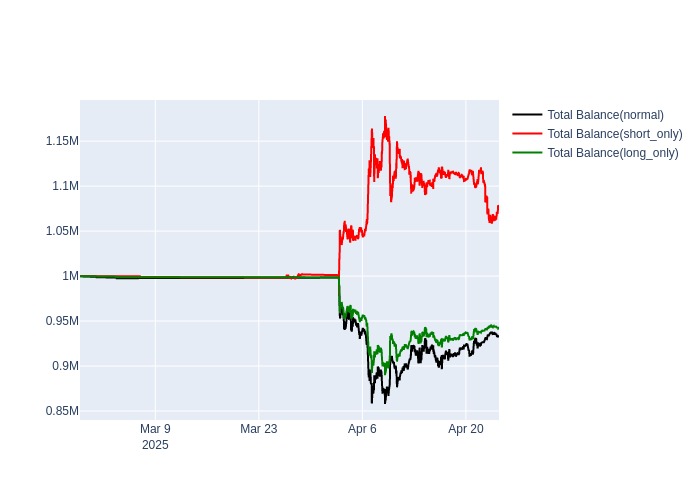 Total Balance(normal)
Total Balance(short_only)
Total Balance(long_only)
1.15M
1.1M
1.05M
1M
0.95M
0.9M
0.85M
Mar 9
2025
Mar 23
Apr 6
Apr 20